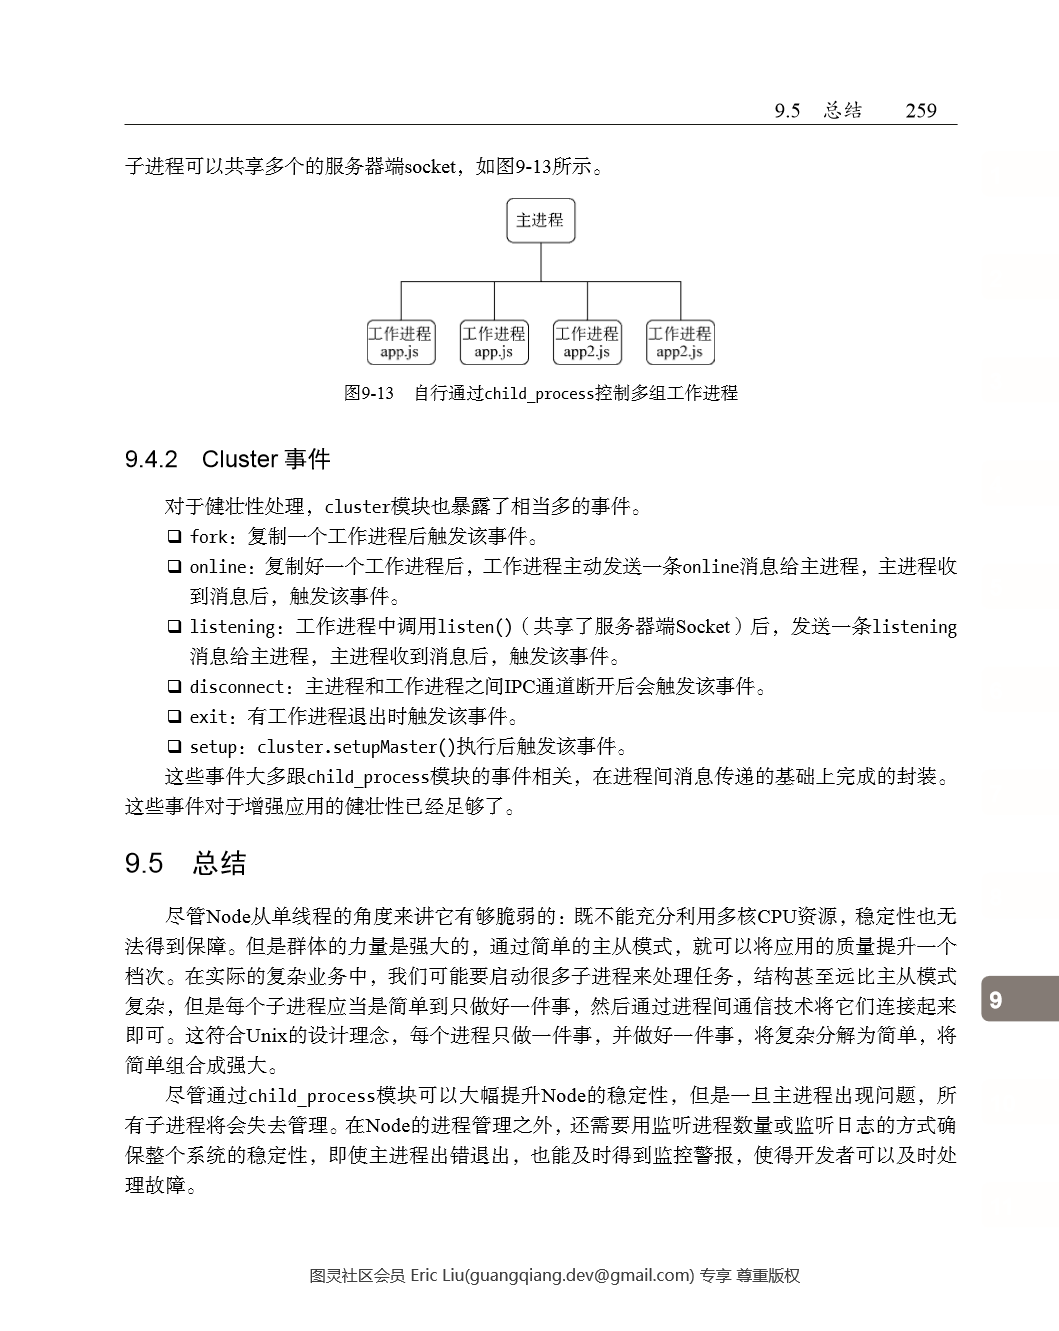 9.5 总结 259
子进程可以共享多个的服务器端socket，如图9-13所示。
主进程
工作进程 工作进程 工作进程 工作进程
app.js app.js app2.js app2.js
图9-13 自行通过child_process控制多组工作进程
9.4.2 Cluster 事件
对于健壮性处理，cluster模块也暴露了相当多的事件。
❑ fork：复制一个工作进程后触发该事件。
❑ online：复制好一个工作进程后，工作进程主动发送一条online消息给主进程，主进程收
到消息后，触发该事件。
❑ listening：工作进程中调用listen()（共享了服务器端Socket）后，发送一条listening
消息给主进程，主进程收到消息后，触发该事件。
❑ disconnect：主进程和工作进程之间IPC通道断开后会触发该事件。
❑ exit：有工作进程退出时触发该事件。
❑ setup：cluster.setupMaster()执行后触发该事件。
这些事件大多跟child_process模块的事件相关，在进程间消息传递的基础上完成的封装。
这些事件对于增强应用的健壮性已经足够了。
9.5 总结
尽管Node从单线程的角度来讲它有够脆弱的：既不能充分利用多核CPU资源，稳定性也无
法得到保障。但是群体的力量是强大的，通过简单的主从模式，就可以将应用的质量提升一个
档次。在实际的复杂业务中，我们可能要启动很多子进程来处理任务，结构甚至远比主从模式
复杂，但是每个子进程应当是简单到只做好一件事，然后通过进程间通信技术将它们连接起来
即可。这符合Unix的设计理念，每个进程只做一件事，并做好一件事，将复杂分解为简单，将
简单组合成强大。
尽管通过child_process模块可以大幅提升Node的稳定性，但是一旦主进程出现问题，所
有子进程将会失去管理。在Node的进程管理之外，还需要用监听进程数量或监听日志的方式确
保整个系统的稳定性，即使主进程出错退出，也能及时得到监控警报，使得开发者可以及时处
理故障。
9
图灵社区会员 Eric Liu(guangqiang.dev@gmail.com) 专享 尊重版权